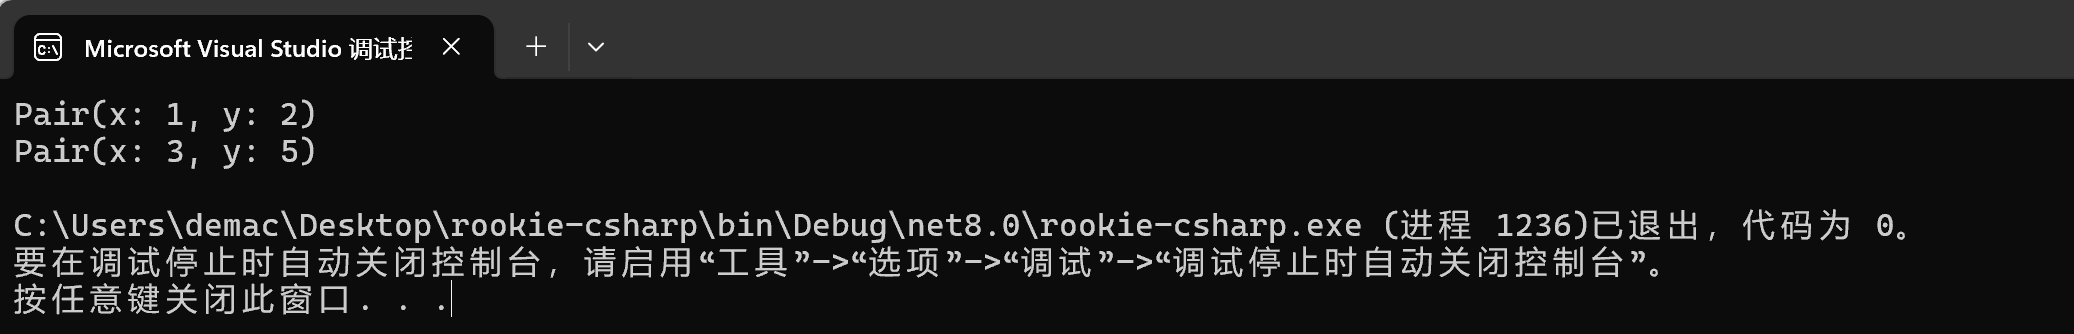 Microsoft Visual Studio 调试控
Pair(x: 1, y: 2)
Pair(x: 3, y: 5)
C:\Users\demac\Desktop\rookie-csharp\bin\Debug\net8.0\rookie-csharp.exe (进程 1236)已退出，代码为 0。
要在调试停止时自动关闭控制台，请启用“工具”->“选项”->“调试”->“调试停止时自动关闭控制台”。
按任意键关闭此窗口. . .